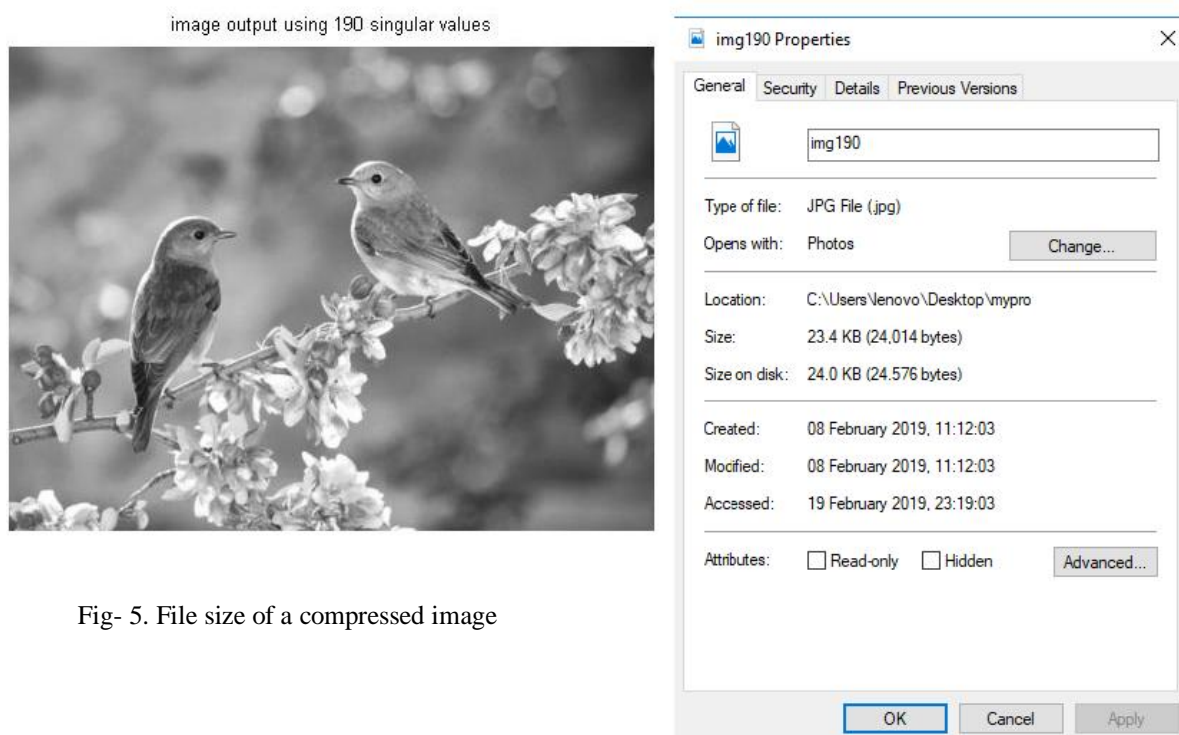 image output using 190 singular values
Fig- 5. File size of a compressed image
img190 Properties
General Security Details Previous Versions
img190
Type of file: JPG File (.jpg)
Opens with: Photos Change...
Location: C:\Users\lenovo\Desktop\mypro
Size: 23.4 KB (24,014 bytes)
Size on disk: 24.0 KB (24,576 bytes)
Created: 08 February 2019, 11:12:03
Modified: 08 February 2019, 11:12:03
Accessed: 19 February 2019, 23:19:03
Attributes: Read-only Hidden Advanced...
OK Cancel Apply